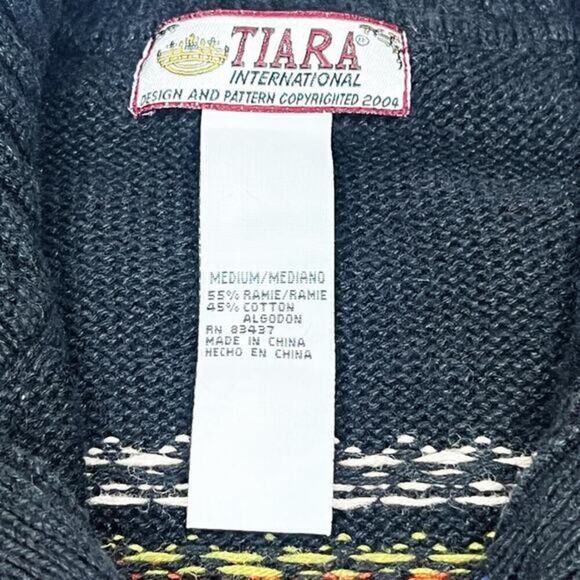 TIARA®
INTERNATIONAL
DESIGN AND PATTERN COPYRIGHTED 2004
MEDIUM/MEDIANO
55% RAMIE/RAMIE
45% COTTON
ALGODON
RN 83437
MADE IN CHINA
HECHO EN CHINA